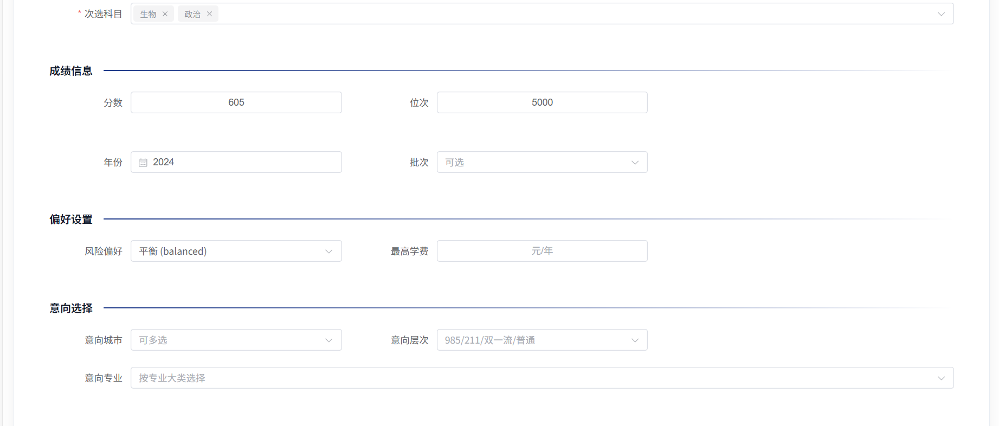 * 次选科目 生物 × 政治 ×
成绩信息
分数 605 位次 5000
年份 2024 批次 可选
偏好设置
风险偏好 平衡 (balanced) 最高学费 元/年
意向选择
意向城市 可多选 意向层次 985/211/双一流/普通
意向专业 按专业大类选择